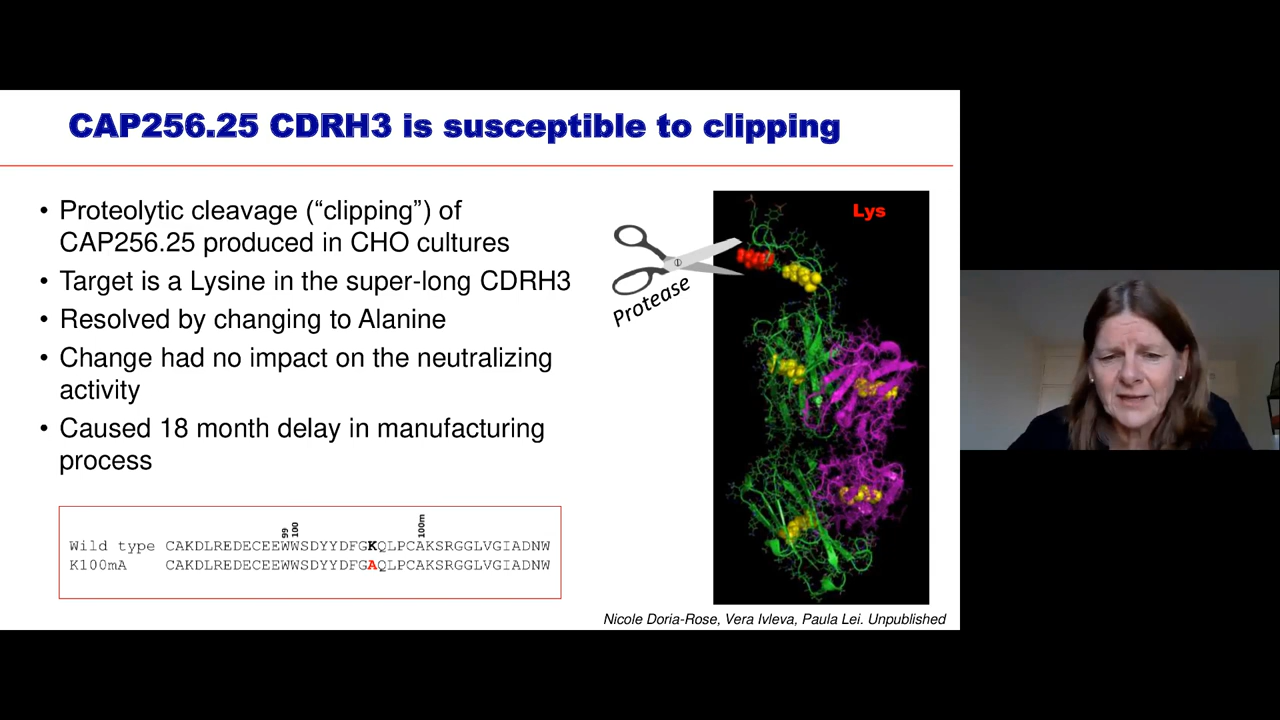 CAP256.25 CDRH3 is susceptible to clipping
• Proteolytic cleavage (“clipping”) of
CAP256.25 produced in CHO cultures
• Target is a Lysine in the super-long CDRH3
• Resolved by changing to Alanine
• Change had no impact on the neutralizing
activity
• Caused 18 month delay in manufacturing
process
Protease
Lys
99 100 100m
Wild type CAKDLREDECEEWWSDYYDFGKQLPCAKSRGGLVGIADNW
K100mA CAKDLREDECEEWWSDYYDFGAQLPCAKSRGGLVGIADNW
Nicole Doria-Rose, Vera Ivleva, Paula Lei. Unpublished